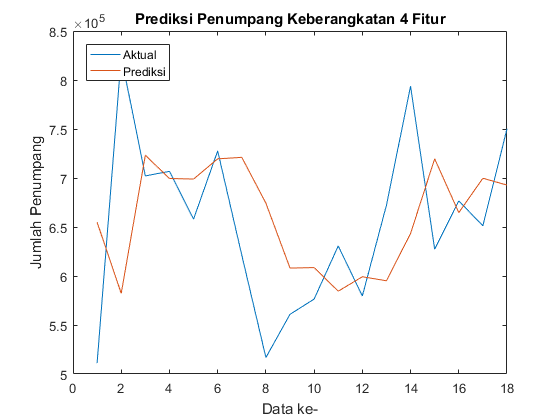 Prediksi Penumpang Keberangkatan 4 Fitur
×10^5
8.5
8
7.5
7
6.5
6
5.5
5
Jumlah Penumpang
Aktual
Prediksi
0 2 4 6 8 10 12 14 16 18
Data ke-